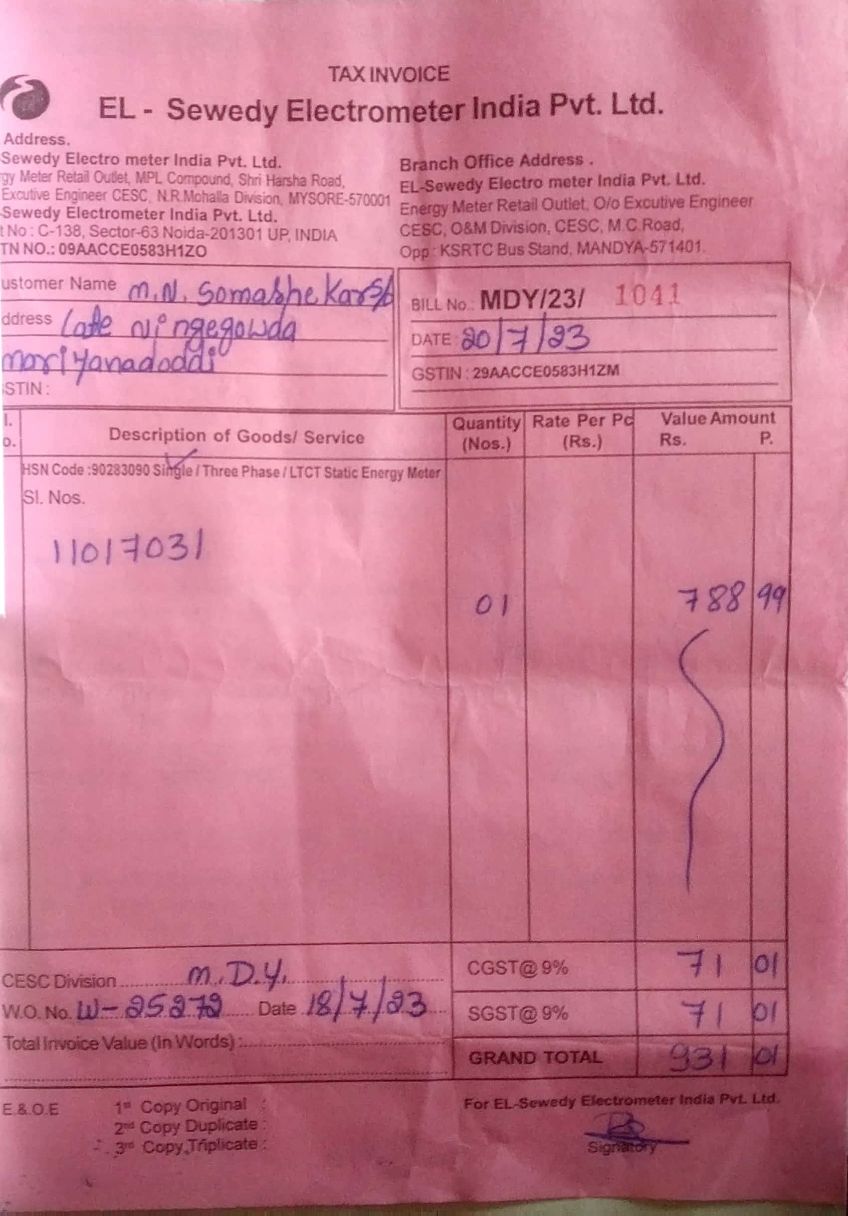 TAX INVOICE
EL - Sewedy Electrometer India Pvt. Ltd.
Address.
Sewedy Electro meter India Pvt. Ltd.
gy Meter Retail Outlet, MPL Compound, Shri Harsha Road,
Excutive Engineer CESC, N.R.Mohalla Division, MYSORE-570001
Sewedy Electrometer India Pvt. Ltd.
t No : C-138, Sector-63 Noida-201301 UP, INDIA
TN NO.: 09AACCE0583H1ZO
Branch Office Address .
EL-Sewedy Electro meter India Pvt. Ltd.
Energy Meter Retail Outlet, O/o Excutive Engineer
CESC, O&M Division, CESC, M.C.Road,
Opp : KSRTC Bus Stand, MANDYA-571401.
ustomer Name M.N. Somashekar S/o
ddress Late Ningegowda
mariyanadoddi
STIN :
BILL No.: MDY/23/ 1041
DATE : 20/7/23
GSTIN : 29AACCE0583H1ZM
l. Description of Goods/ Service Quantity Rate Per Pc Value Amount
o. (Nos.) (Rs.) Rs. P.
HSN Code :90283090 Single / Three Phase / LTCT Static Energy Meter
Sl. Nos.
11017031
01 788 99
CESC Division M.D.Y. CGST@ 9% 71 01
W.O. No. W-25272 Date 18/7/23 SGST@ 9% 71 01
Total Invoice Value (In Words) : GRAND TOTAL 931 01
E.&.O.E 1st Copy Original :
2nd Copy Duplicate :
3rd Copy,Triplicate :
For EL-Sewedy Electrometer India Pvt. Ltd.
Signatory